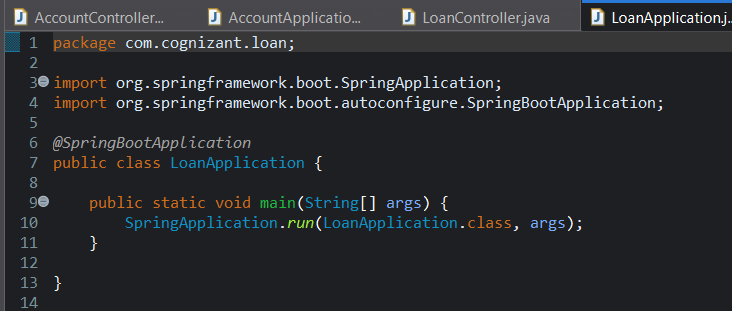 AccountController... AccountApplicatio... LoanController.java LoanApplication.j...
1 package com.cognizant.loan;
2
3 import org.springframework.boot.SpringApplication;
4 import org.springframework.boot.autoconfigure.SpringBootApplication;
5
6 @SpringBootApplication
7 public class LoanApplication {
8
9 public static void main(String[] args) {
10 SpringApplication.run(LoanApplication.class, args);
11 }
12
13 }
14